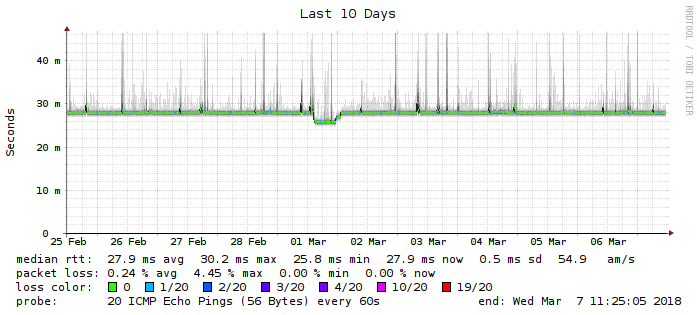 Last 10 Days
RRDTOOL / TOBI OETIKER
Seconds
40 m
30 m
20 m
10 m
0
25 Feb 26 Feb 27 Feb 28 Feb 01 Mar 02 Mar 03 Mar 04 Mar 05 Mar 06 Mar
median rtt: 27.9 ms avg 30.2 ms max 25.8 ms min 27.9 ms now 0.5 ms sd 54.9 am/s
packet loss: 0.24 % avg 4.45 % max 0.00 % min 0.00 % now
loss color: 0 1/20 2/20 3/20 4/20 10/20 19/20
probe: 20 ICMP Echo Pings (56 Bytes) every 60s end: Wed Mar 7 11:25:05 2018